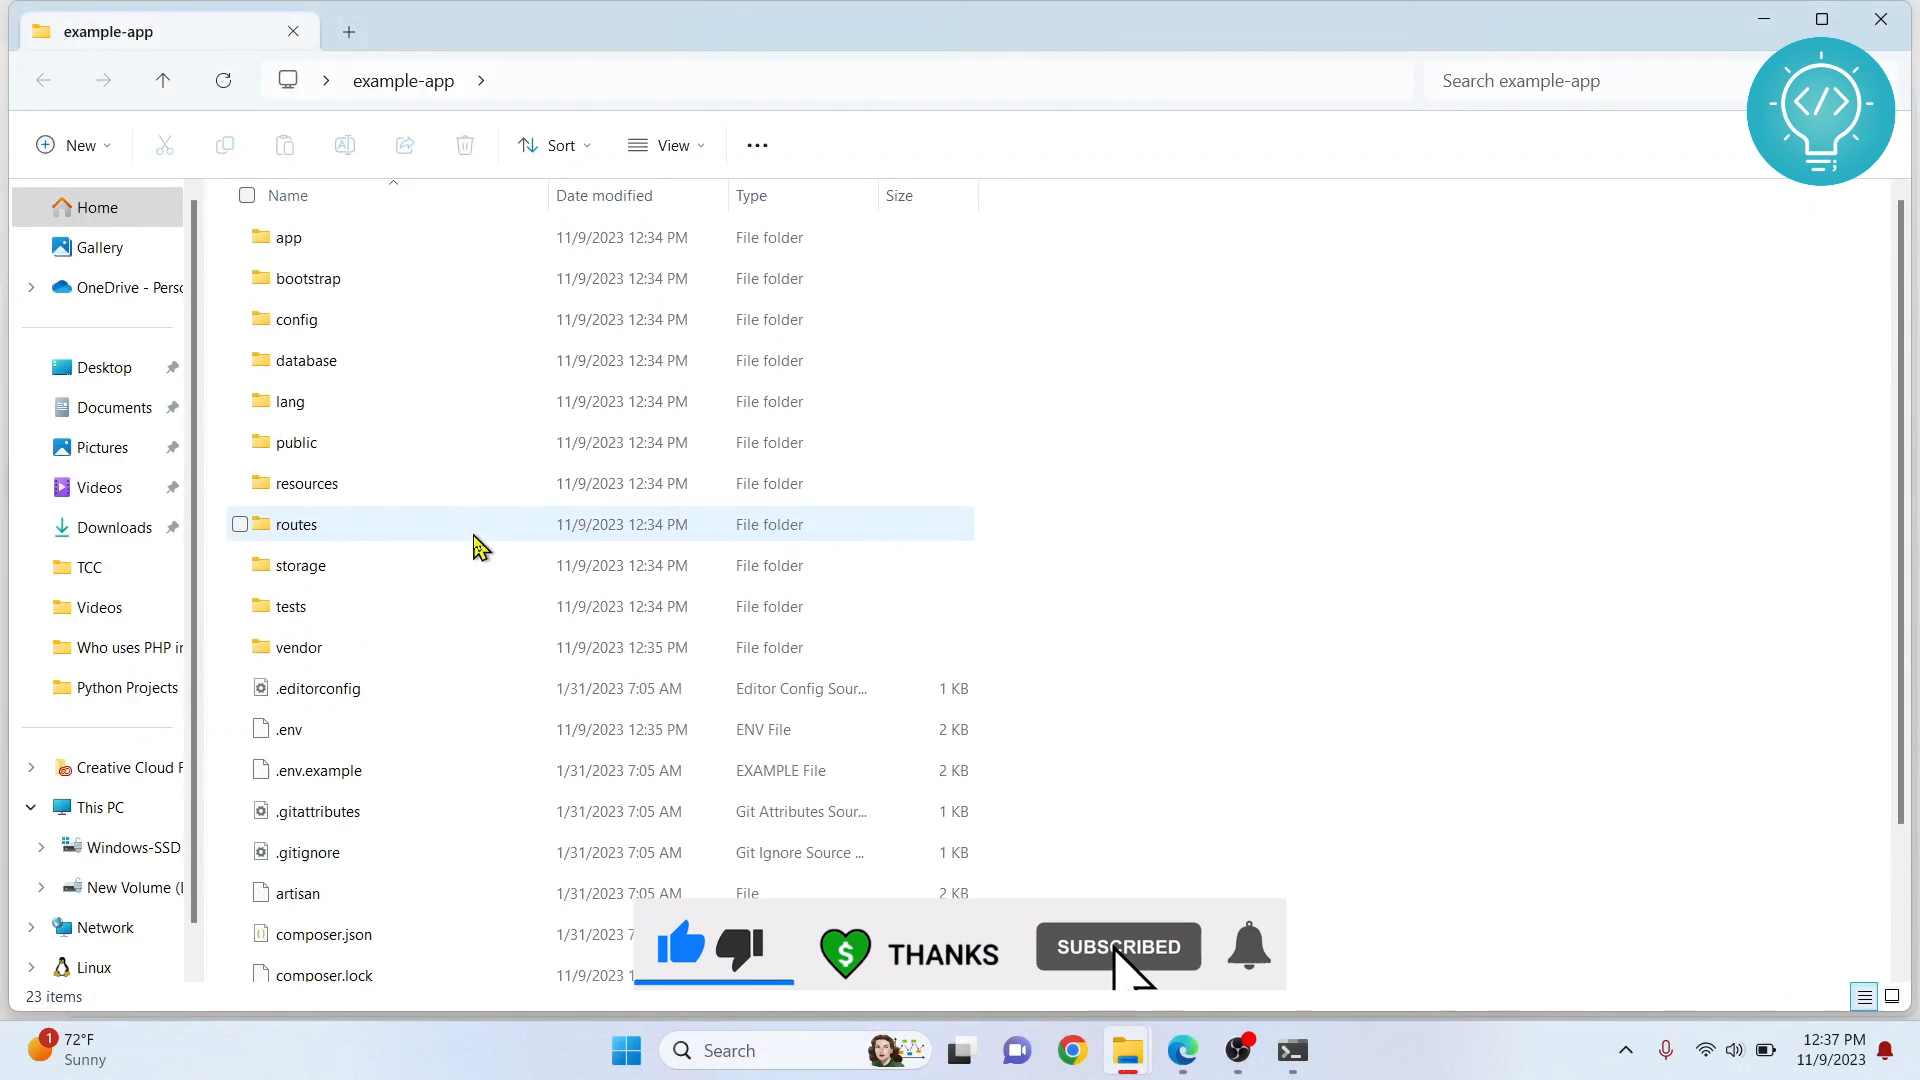 example-app
example-app
Search example-app
New
Sort
View
Name
Date modified
Type
Size
Home
Gallery
OneDrive - Perso
Desktop
Documents
Pictures
Videos
Downloads
TCC
Videos
Who uses PHP in
Python Projects
Creative Cloud F
This PC
Windows-SSD
New Volume (D
Network
Linux
app 11/9/2023 12:34 PM File folder
bootstrap 11/9/2023 12:34 PM File folder
config 11/9/2023 12:34 PM File folder
database 11/9/2023 12:34 PM File folder
lang 11/9/2023 12:34 PM File folder
public 11/9/2023 12:34 PM File folder
resources 11/9/2023 12:34 PM File folder
routes 11/9/2023 12:34 PM File folder
storage 11/9/2023 12:34 PM File folder
tests 11/9/2023 12:34 PM File folder
vendor 11/9/2023 12:35 PM File folder
.editorconfig 1/31/2023 7:05 AM Editor Config Sour... 1 KB
.env 11/9/2023 12:35 PM ENV File 2 KB
.env.example 1/31/2023 7:05 AM EXAMPLE File 2 KB
.gitattributes 1/31/2023 7:05 AM Git Attributes Sour... 1 KB
.gitignore 1/31/2023 7:05 AM Git Ignore Source ... 1 KB
artisan 1/31/2023 7:05 AM File 2 KB
composer.json 1/31/2023 7
composer.lock 11/9/2023 1
THANKS
SUBSCRIBED
23 items
1
72°F
Sunny
Search
12:37 PM
11/9/2023